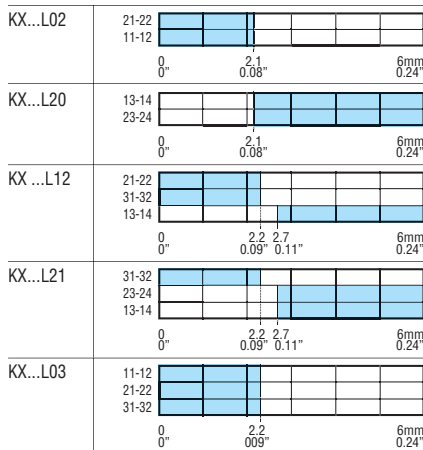 KX...L02
21-22
11-12
0 2.1 6mm
0" 0.08" 0.24"
KX...L20
13-14
23-24
0 2.1 6mm
0" 0.08" 0.24"
KX ...L12
21-22
31-32
13-14
0 2.2 2.7 6mm
0" 0.09" 0.11" 0.24"
KX...L21
31-32
23-24
13-14
0 2.2 2.7 6mm
0" 0.09" 0.11" 0.24"
KX...L03
11-12
21-22
31-32
0 2.2 6mm
0" 009" 0.24"